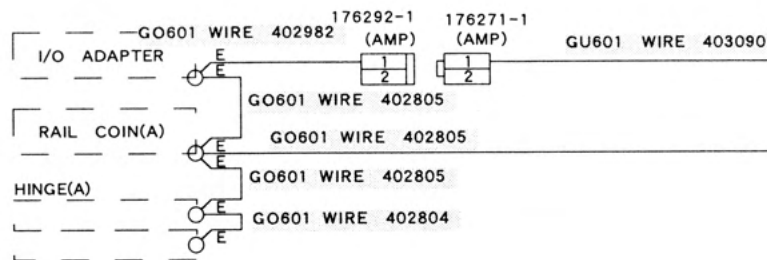 176292-1 176271-1
GO601 WIRE 402982 (AMP) (AMP) GU601 WIRE 403090
I/O ADAPTER E 1 1
E 2 2
GO601 WIRE 402805
RAIL COIN(A) E GO601 WIRE 402805
E
GO601 WIRE 402805
HINGE(A)
E GO601 WIRE 402804
E